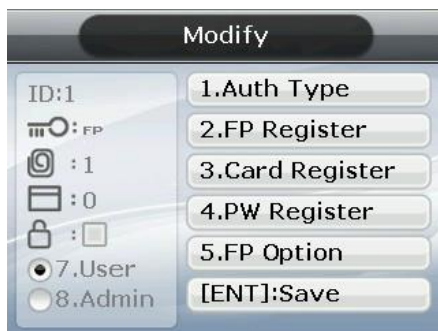 Modify
ID:1
: FP
:1
:0
:
7.User
8.Admin
1.Auth Type
2.FP Register
3.Card Register
4.PW Register
5.FP Option
[ENT]:Save